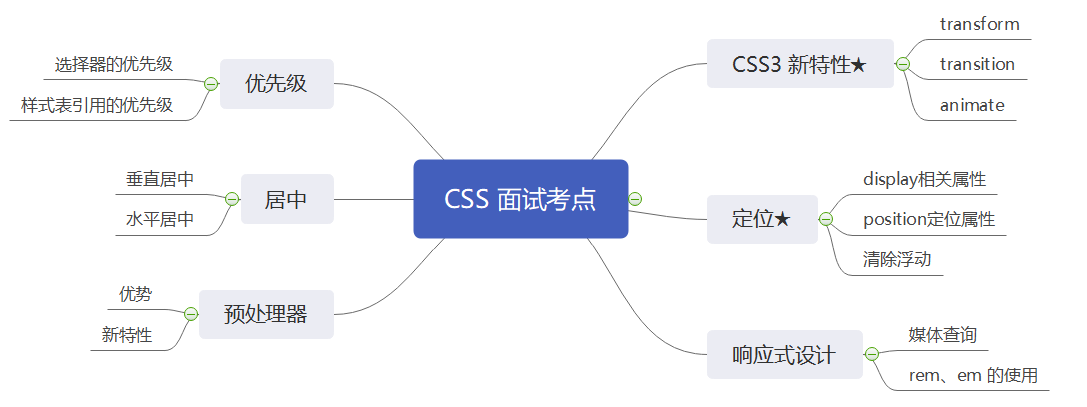 CSS 面试考点
优先级
选择器的优先级
样式表引用的优先级
居中
垂直居中
水平居中
预处理器
优势
新特性
CSS3 新特性★
transform
transition
animate
定位★
display相关属性
position定位属性
清除浮动
响应式设计
媒体查询
rem、em 的使用